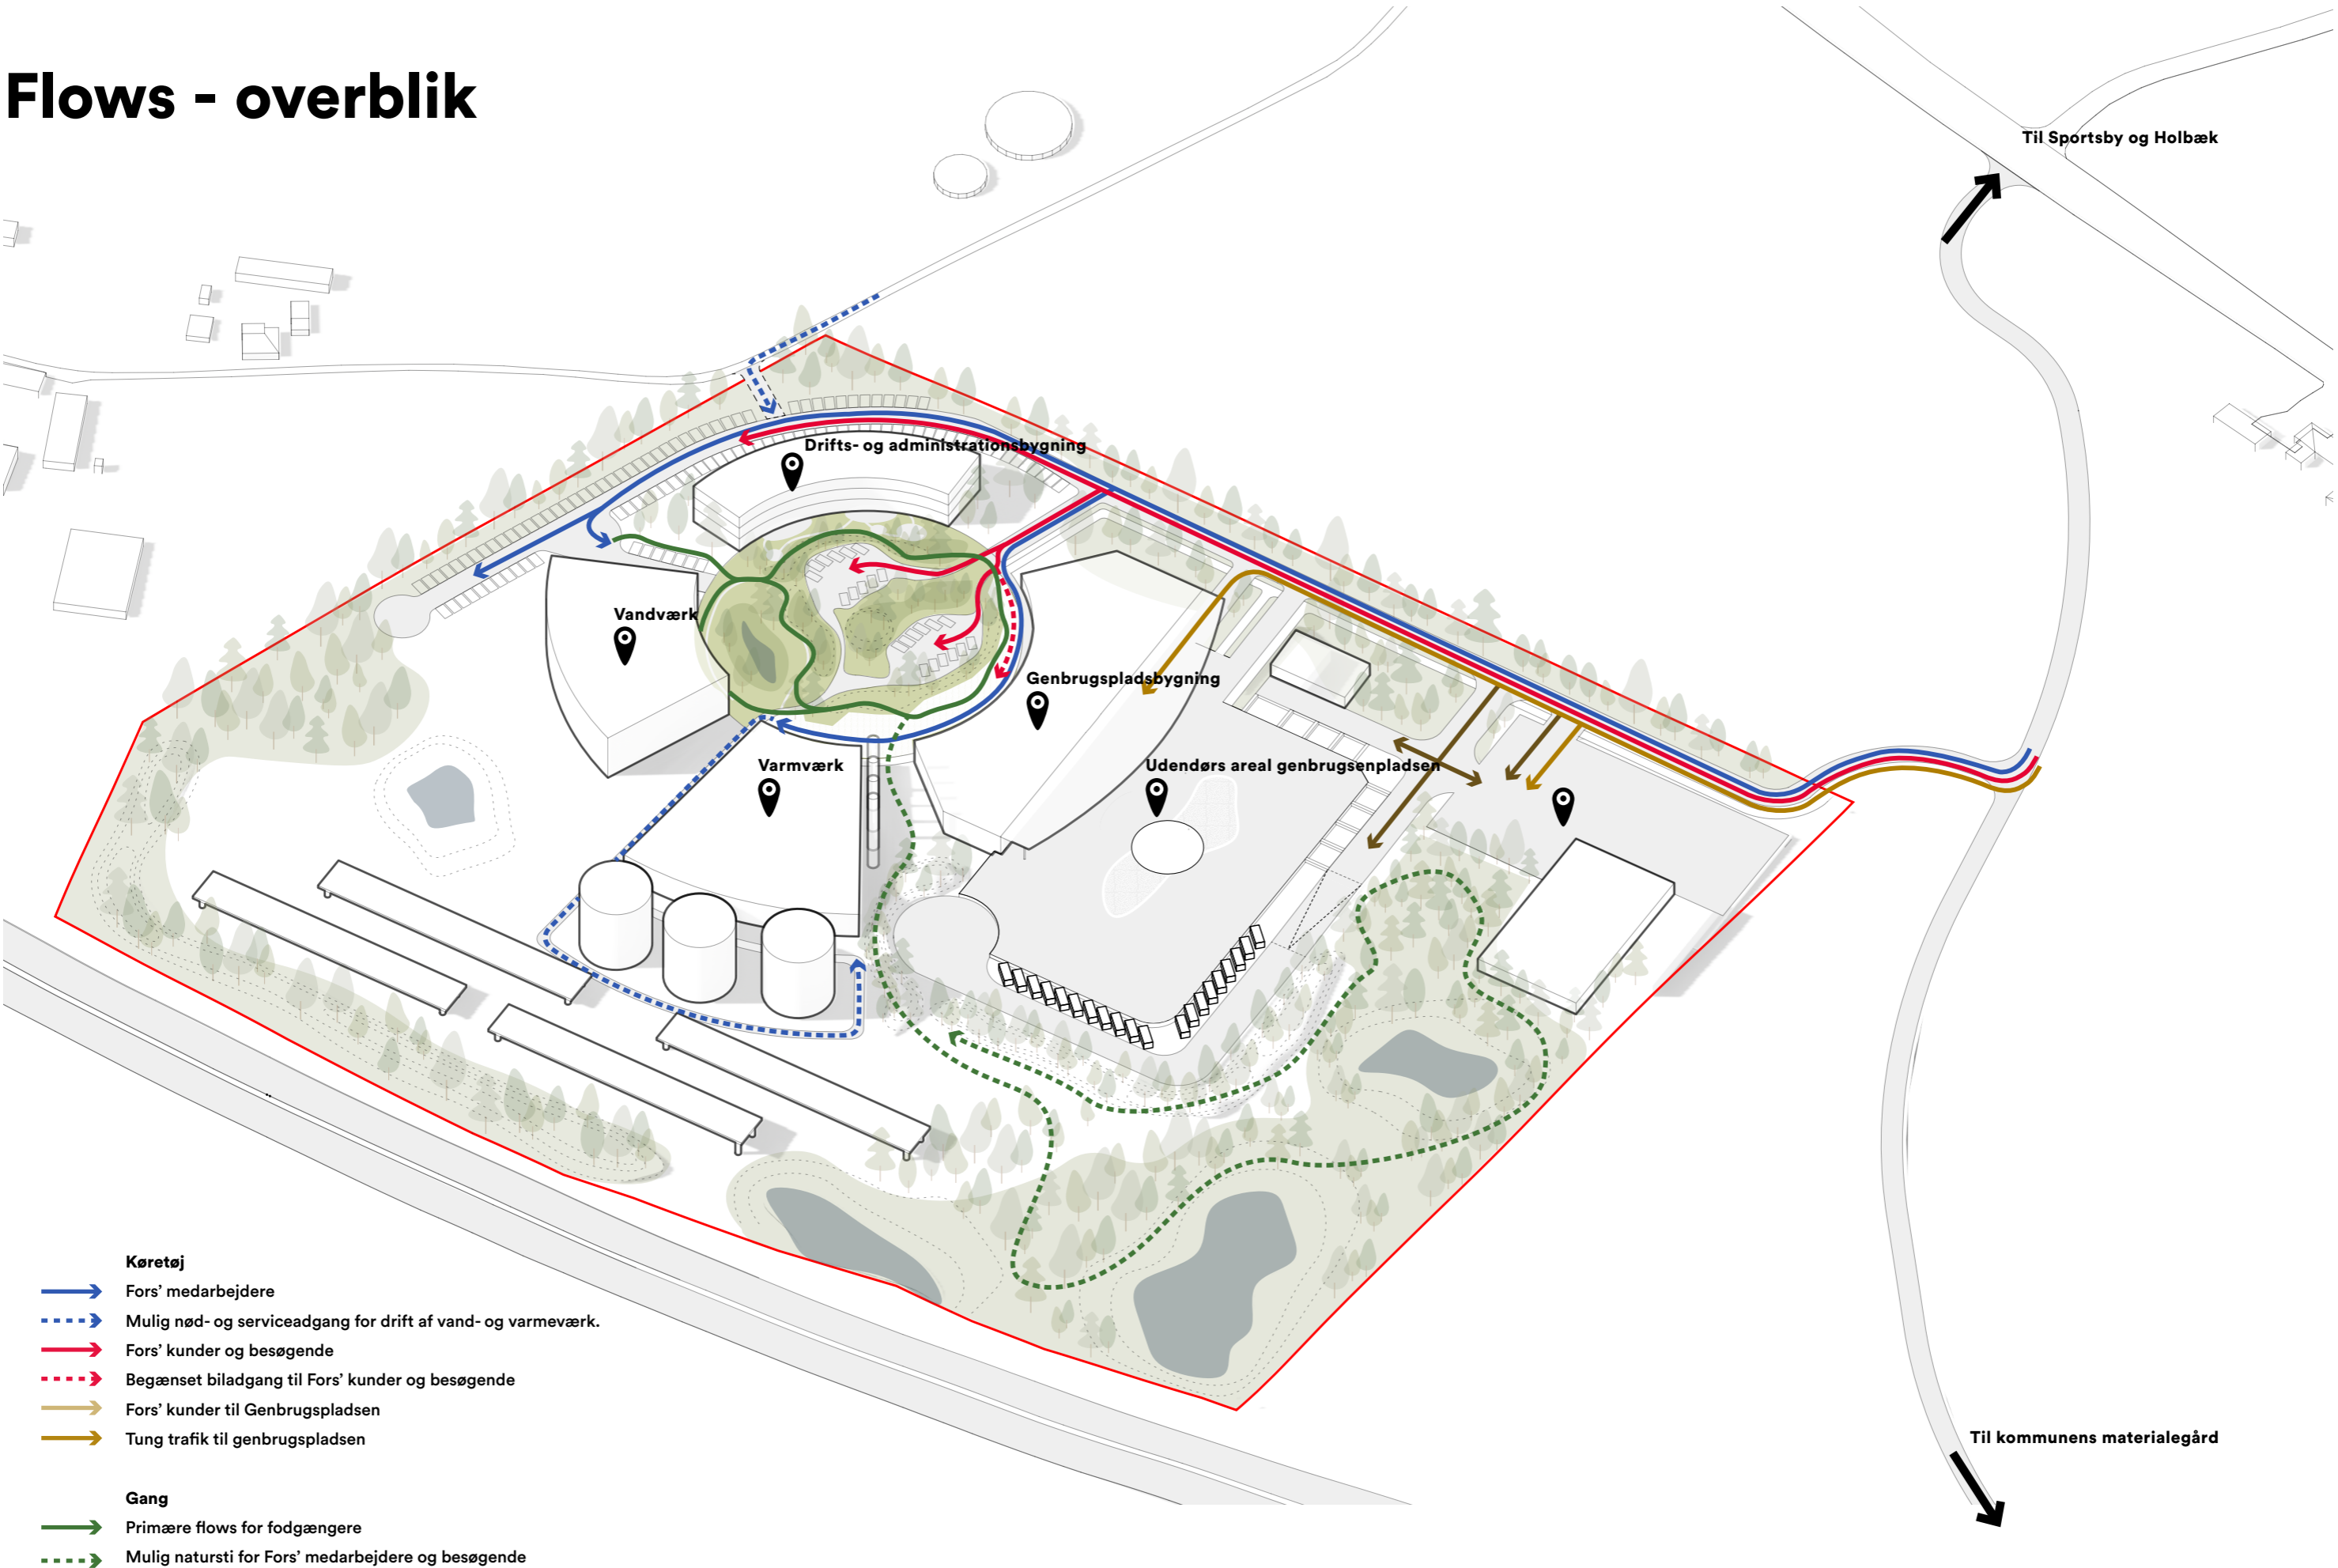 Flows - overblik
Til Sportsby og Holbæk
Drifts- og administrationsbygning
Vandværk
Genbrugspladsbygning
Varmværk
Udendørs areal genbrugsenpladsen
Til kommunens materialegård
Køretøj
Fors’ medarbejdere
Mulig nød- og serviceadgang for drift af vand- og varmeværk.
Fors’ kunder og besøgende
Begænset biladgang til Fors’ kunder og besøgende
Fors’ kunder til Genbrugspladsen
Tung trafik til genbrugspladsen
Gang
Primære flows for fodgængere
Mulig natursti for Fors’ medarbejdere og besøgende